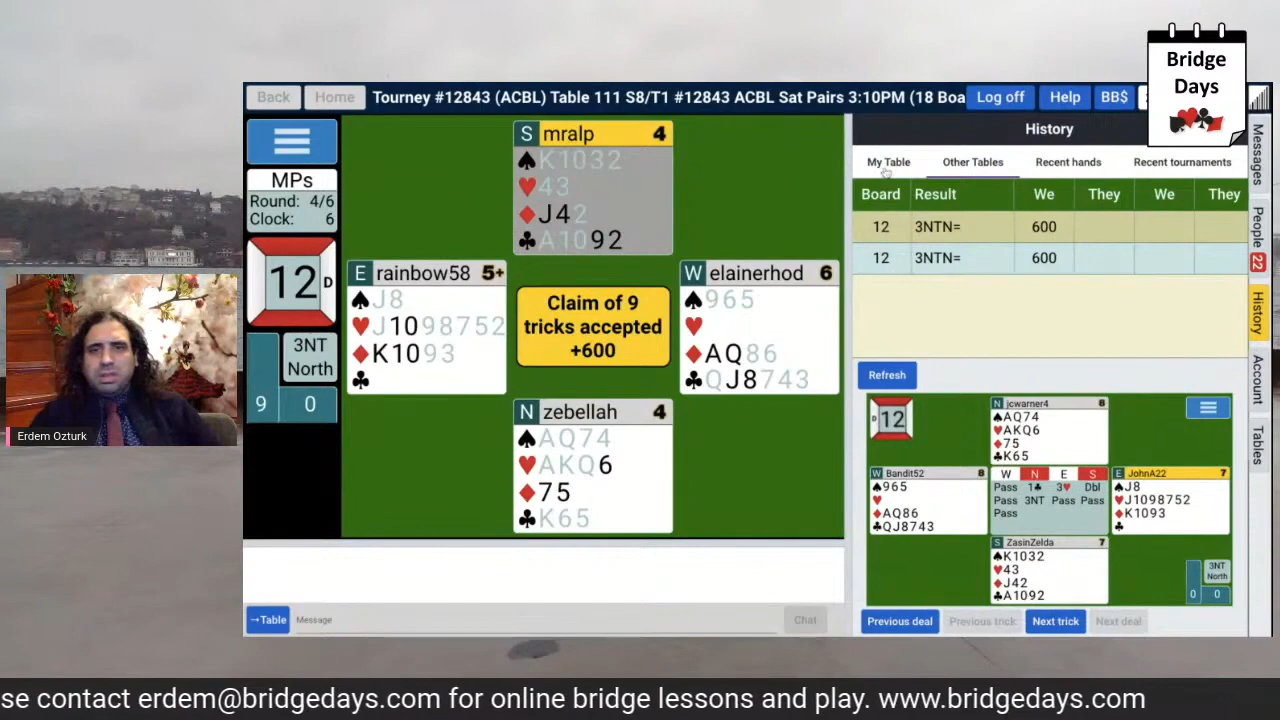 Bridge
Days
Back
Home
Tourney #12843 (ACBL) Table 111 S8/T1 #12843 ACBL Sat Pairs 3:10PM (18 Boa
Log off
Help
BB$
MPs
Round: 4/6
Clock: 6
12 D
3NT
North
9 0
S mralp 4
♠K1032
♥43
♦J42
♣A1092
E rainbow58 5+
♠J8
♥J1098752
♦K1093
♣
Claim of 9
tricks accepted
+600
W elainerhod 6
♠965
♥
♦AQ86
♣QJ8743
N zebellah 4
♠AQ74
♥AKQ6
♦75
♣K65
→Table
Message
Chat
History
My Table
Other Tables
Recent hands
Recent tournaments
Board Result We They We They
12 3NTN= 600
12 3NTN= 600
Refresh
D 12
N jcwarner4 8
♠AQ74
♥AKQ6
♦75
♣K65
W Bandit52 8
♠965
♥
♦AQ86
♣QJ8743
W N E S
Pass 1♣ 3♥ Dbl
Pass 3NT Pass Pass
Pass
E JohnA22 7
♠J8
♥J1098752
♦K1093
♣
S ZasinZelda 7
♠K1032
♥43
♦J42
♣A1092
3NT
North
0 0
Previous deal
Previous trick
Next trick
Next deal
Messages
People
22
History
Account
Tables
Erdem Ozturk
se contact erdem@bridgedays.com for online bridge lessons and play. www.bridgedays.com